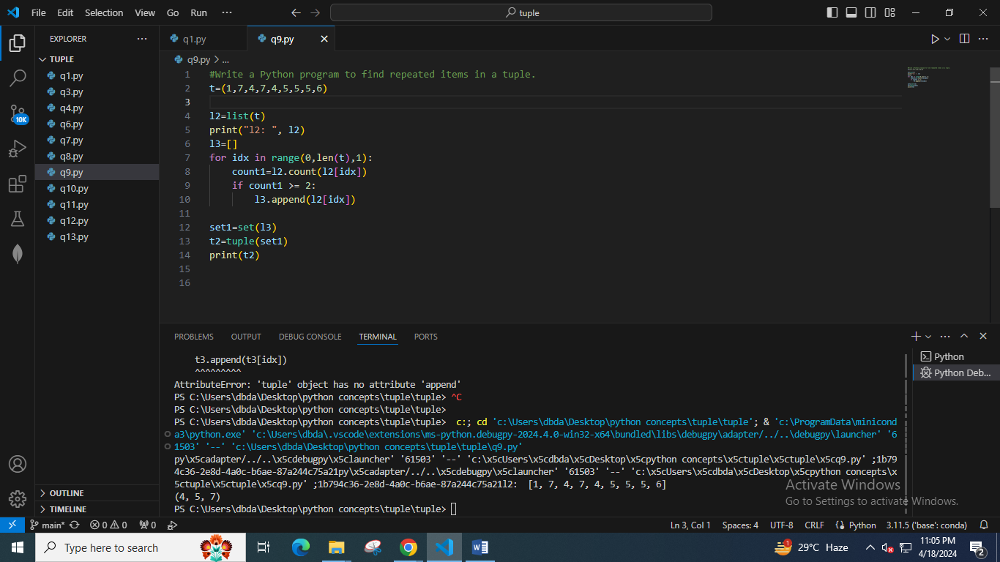 File Edit Selection View Go Run ··· tuple
EXPLORER ···
TUPLE
q1.py
q3.py
q4.py
q6.py
q7.py
q8.py
q9.py
q10.py
q11.py
q12.py
q13.py
OUTLINE
TIMELINE
10K
q1.py q9.py
q9.py > ...
1 #Write a Python program to find repeated items in a tuple.
2 t=(1,7,4,7,4,5,5,5,6)
3
4 l2=list(t)
5 print("l2: ", l2)
6 l3=[]
7 for idx in range(0,len(t),1):
8     count1=l2.count(l2[idx])
9     if count1 >= 2:
10         l3.append(l2[idx])
11
12 set1=set(l3)
13 t2=tuple(set1)
14 print(t2)
15
16
PROBLEMS OUTPUT DEBUG CONSOLE TERMINAL PORTS
Python
Python Deb...
    t3.append(t3[idx])
    ^^^^^^^^^
AttributeError: 'tuple' object has no attribute 'append'
PS C:\Users\dbda\Desktop\python concepts\tuple\tuple> ^C
PS C:\Users\dbda\Desktop\python concepts\tuple\tuple>
PS C:\Users\dbda\Desktop\python concepts\tuple\tuple>  c:; cd 'c:\Users\dbda\Desktop\python concepts\tuple\tuple'; & 'c:\ProgramData\minicond
a3\python.exe' 'c:\Users\dbda\.vscode\extensions\ms-python.debugpy-2024.4.0-win32-x64\bundled\libs\debugpy\adapter/../..\debugpy\launcher' '6
1503' '--' 'c:\Users\dbda\Desktop\python concepts\tuple\tuple\q9.py'
py\x5cadapter/../..\x5cdebugpy\x5clauncher' '61503' '--' 'c:\x5cUsers\x5cdbda\x5cDesktop\x5cpython concepts\x5ctuple\x5ctuple\x5cq9.py' ;1b79
4c36-2e8d-4a0c-b6ae-87a244c75a21py\x5cadapter/../..\x5cdebugpy\x5clauncher' '61503' '--' 'c:\x5cUsers\x5cdbda\x5cDesktop\x5cpython concepts\x
5ctuple\x5ctuple\x5cq9.py' ;1b794c36-2e8d-4a0c-b6ae-87a244c75a21l2:  [1, 7, 4, 7, 4, 5, 5, 5, 6]
(4, 5, 7)
PS C:\Users\dbda\Desktop\python concepts\tuple\tuple>
Activate Windows
Go to Settings to activate Windows.
main* 0 0 0 Ln 3, Col 1 Spaces: 4 UTF-8 CRLF Python 3.11.5 ('base': conda)
Type here to search 1 29°C Haze 11:05 PM
4/18/2024 2